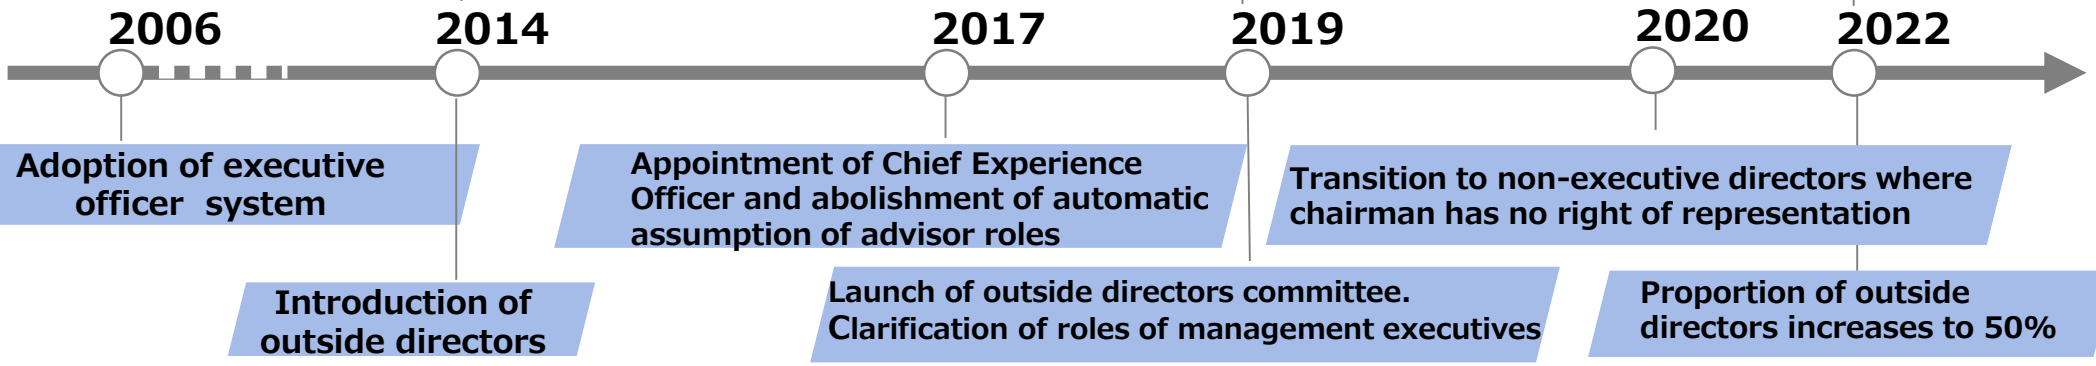 2006
2014
2017
2019
2020
2022
Adoption of executive
officer system
Introduction of
outside directors
Appointment of Chief Experience
Officer and abolishment of automatic
assumption of advisor roles
Launch of outside directors committee.
Clarification of roles of management executives
Transition to non-executive directors where
chairman has no right of representation
Proportion of outside
directors increases to 50%